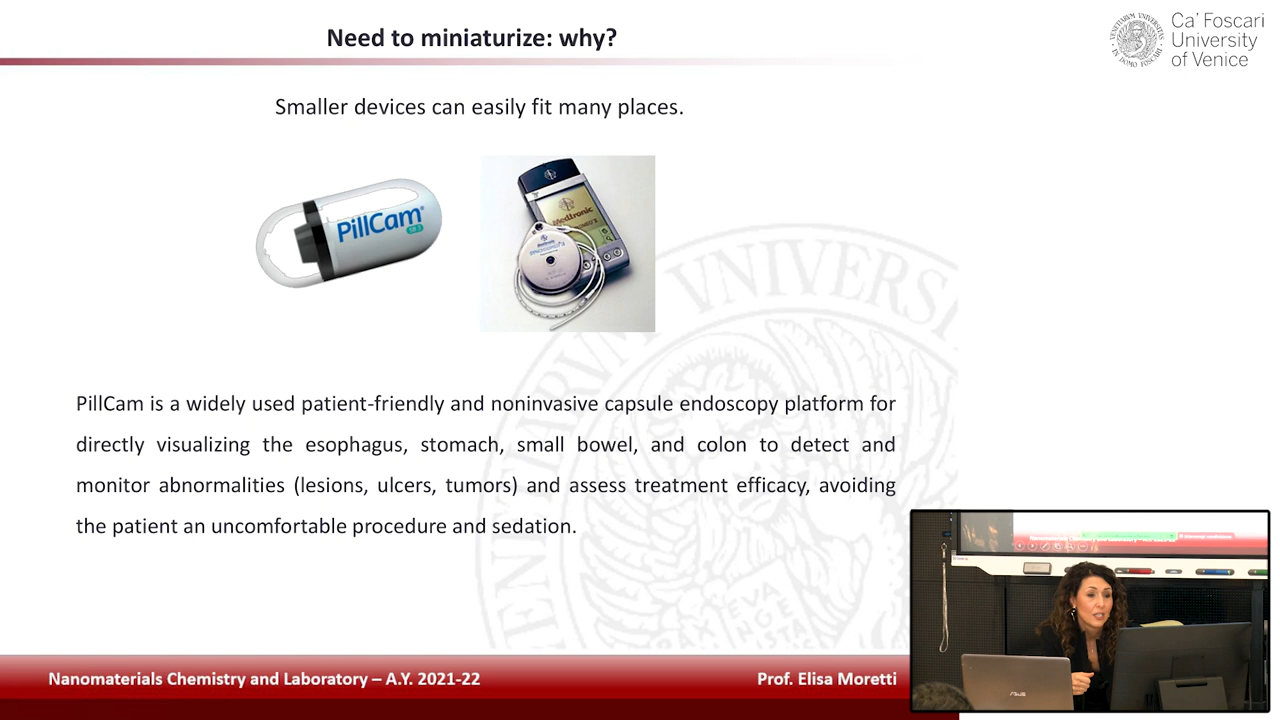 Need to miniaturize: why?
Ca' Foscari
University
of Venice
Smaller devices can easily fit many places.
PillCam
Medtronic
PillCam is a widely used patient-friendly and noninvasive capsule endoscopy platform for
directly visualizing the esophagus, stomach, small bowel, and colon to detect and
monitor abnormalities (lesions, ulcers, tumors) and assess treatment efficacy, avoiding
the patient an uncomfortable procedure and sedation.
Nanomaterials Chemistry and Laboratory – A.Y. 2021-22
Prof. Elisa Moretti
ASUS